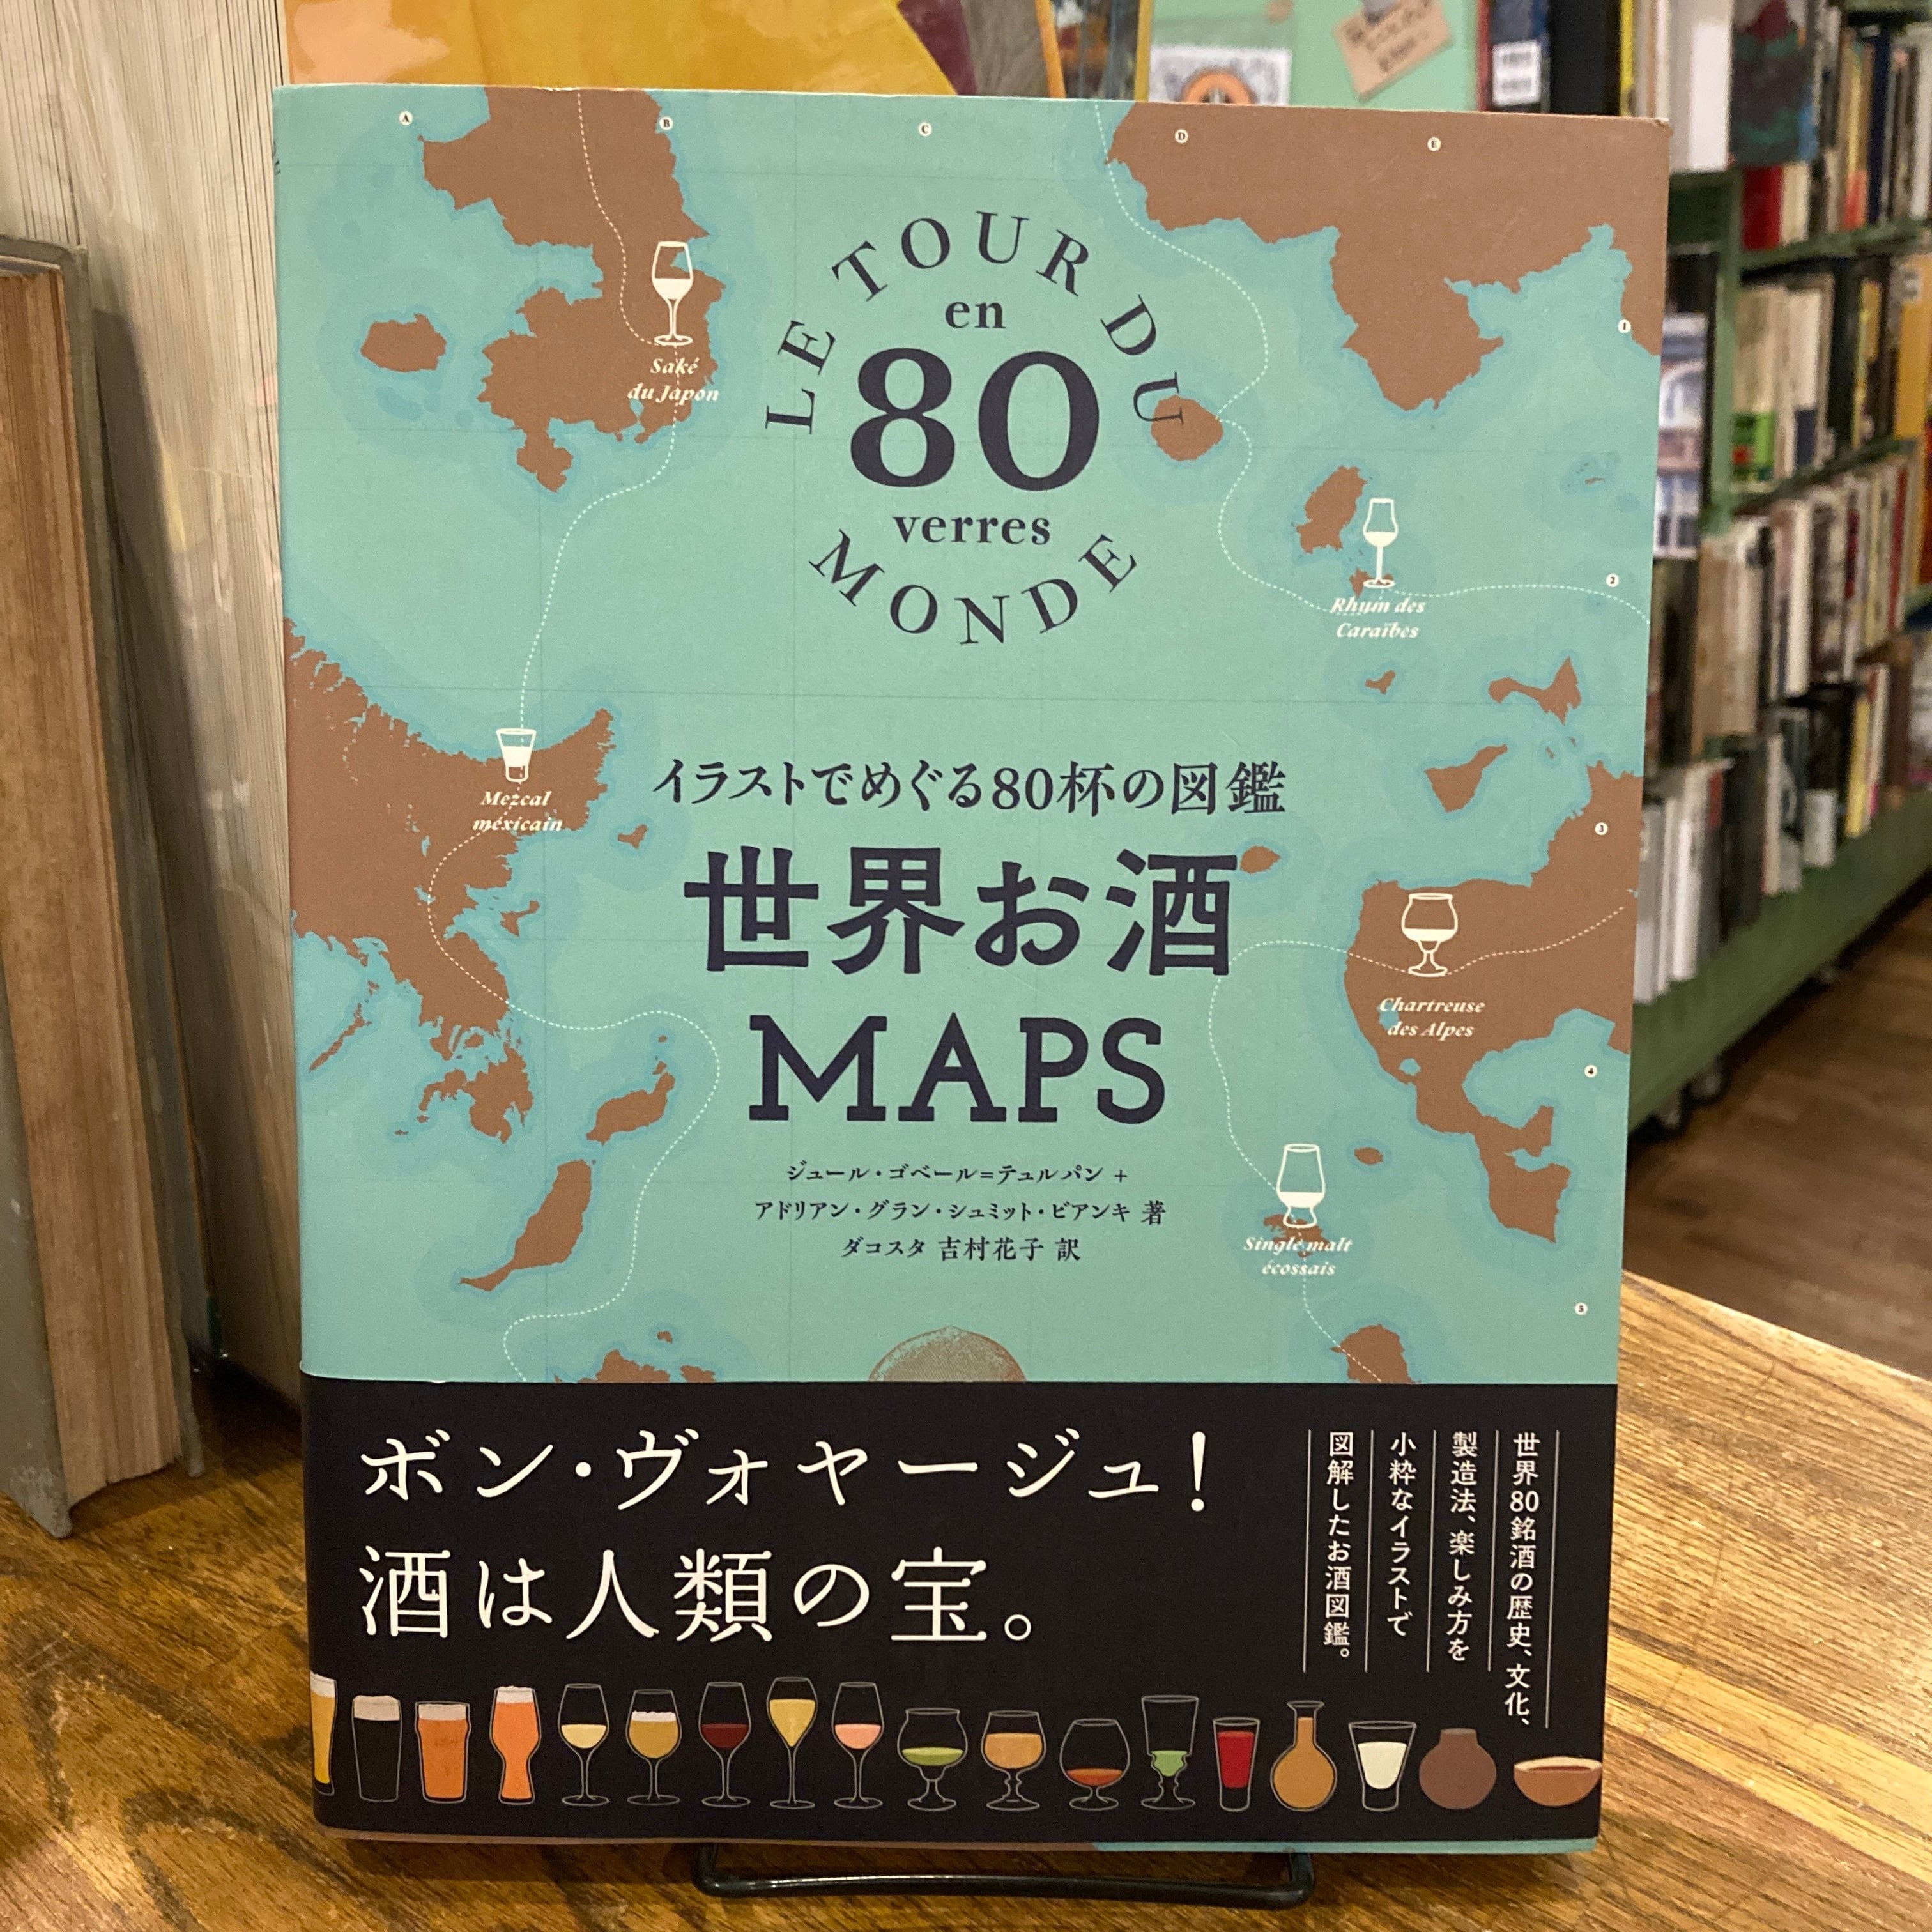 A
B
C
D
E
LE TOUR DU
en
80
verres
MONDE
Saké
du Japon
1
2
Rhum des
Caraïbes
Mezcal
méxicain
イラストでめぐる80杯の図鑑
世界お酒
MAPS
3
Chartreuse
des Alpes
4
ジュール・ゴベール=テュルパン +
アドリアン・グラン・シュミット・ビアンキ 著
ダコスタ 吉村花子 訳
Single malt
écossais
5
ボン・ヴォヤージュ!
酒は人類の宝。
世界80銘酒の歴史、文化、
製造法、楽しみ方を
小粋なイラストで
図解したお酒図鑑。